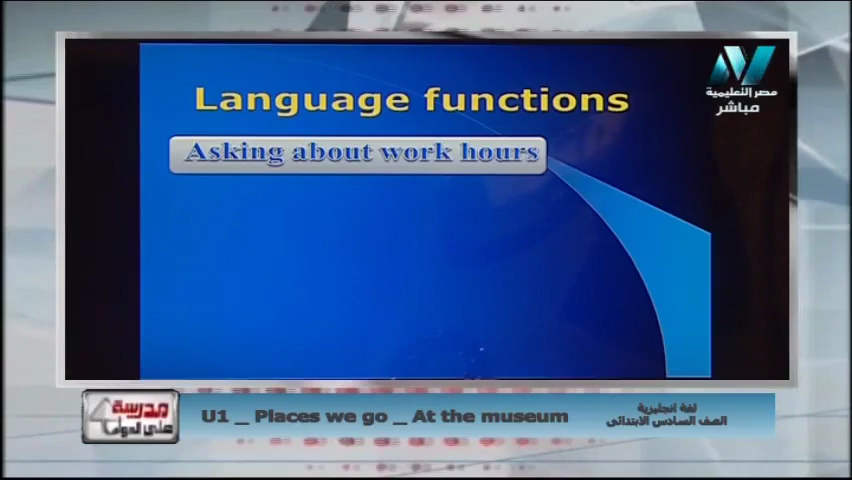 Language functions
مصر التعليمية
مباشر
Asking about work hours
مدرسة
على الهواء
U1 _ Places we go _ At the museum
لغة انجليزية
الصف السادس الابتدائى